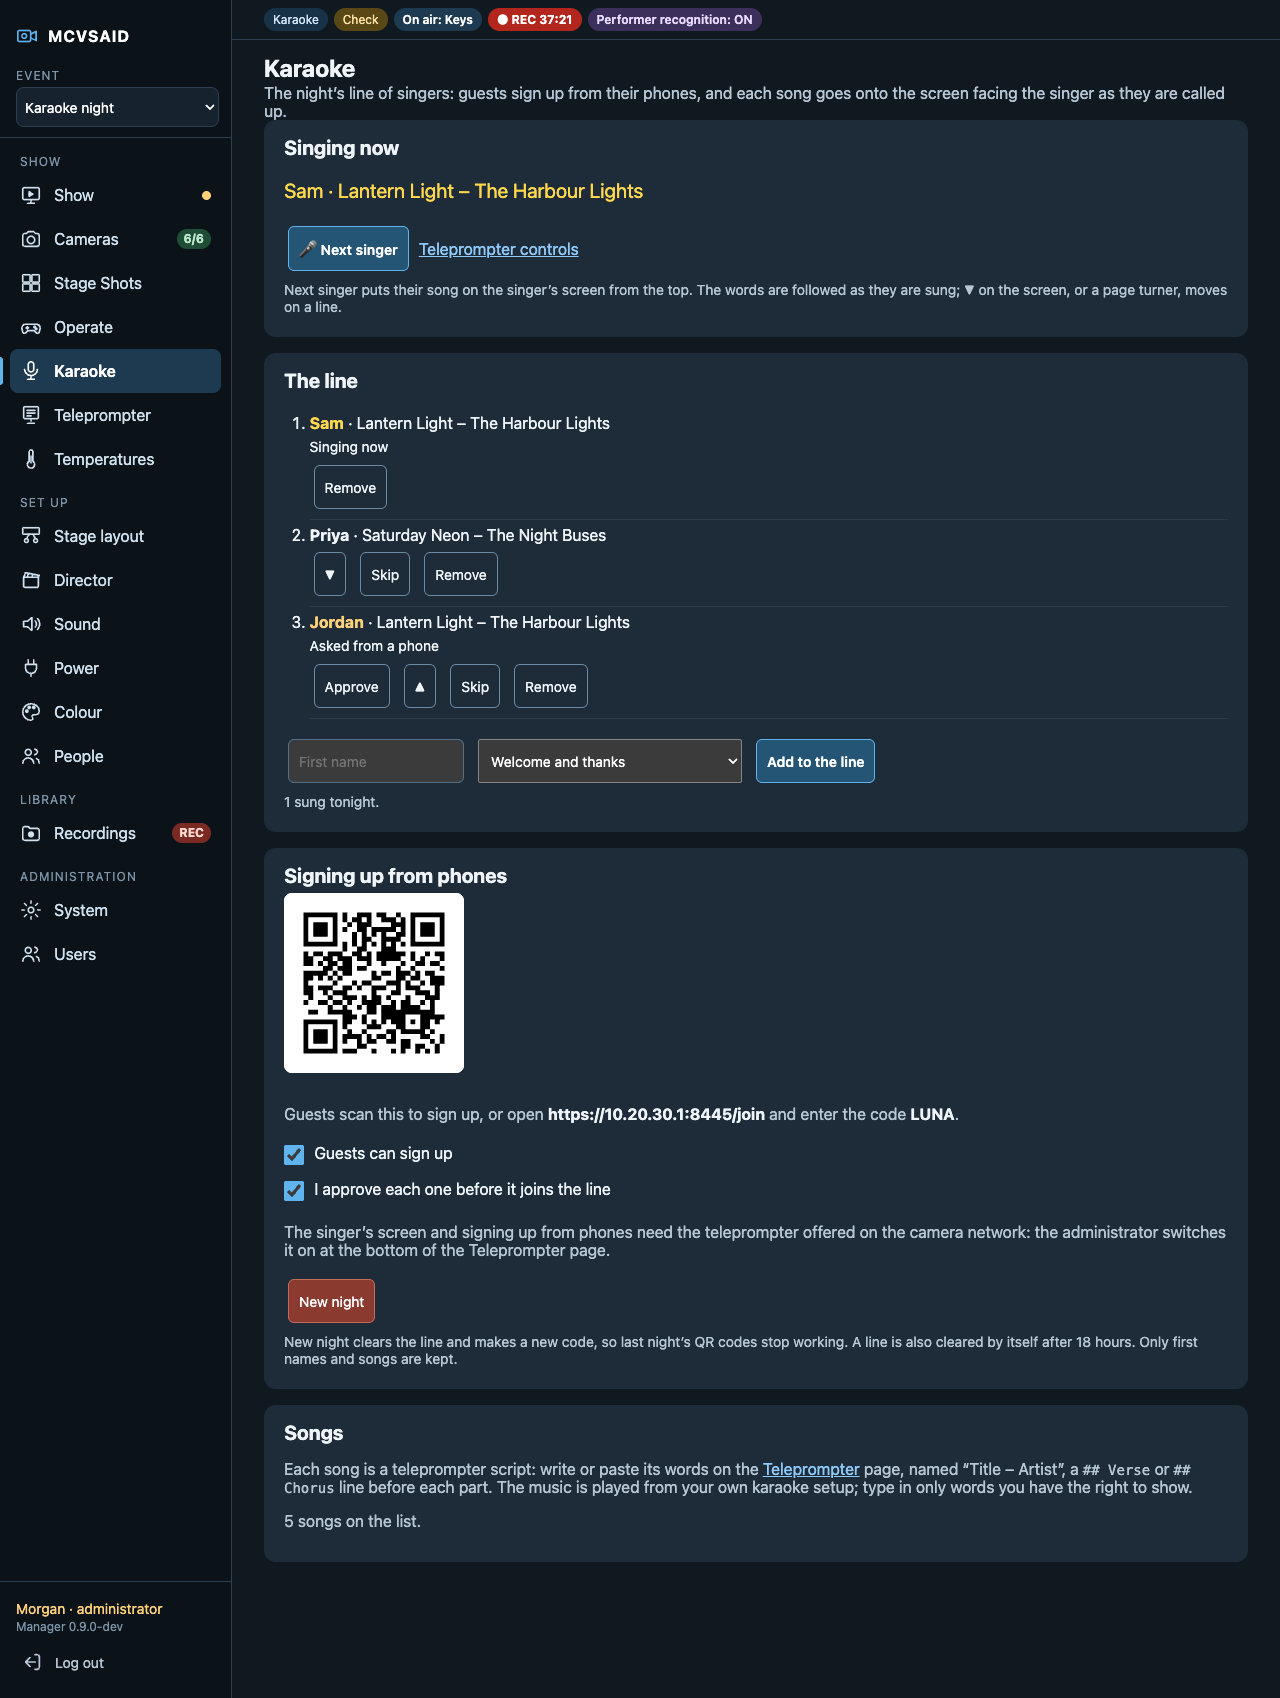 MCVSAID
EVENT
Karaoke night
SHOW
Show
Cameras 6/6
Stage Shots
Operate
Karaoke
Teleprompter
Temperatures
SET UP
Stage layout
Director
Sound
Power
Colour
People
LIBRARY
Recordings REC
ADMINISTRATION
System
Users
Morgan · administrator
Manager 0.9.0-dev
Log out
Karaoke Check On air: Keys REC 37:21 Performer recognition: ON
Karaoke
The night’s line of singers: guests sign up from their phones, and each song goes onto the screen facing the singer as they are called
up.
Singing now
Sam · Lantern Light – The Harbour Lights
🎤 Next singer Teleprompter controls
Next singer puts their song on the singer’s screen from the top. The words are followed as they are sung; ▼ on the screen, or a page turner, moves
on a line.
The line
1. Sam · Lantern Light – The Harbour Lights
Singing now
Remove
2. Priya · Saturday Neon – The Night Buses
▼ Skip Remove
3. Jordan · Lantern Light – The Harbour Lights
Asked from a phone
Approve ▲ Skip Remove
First name Welcome and thanks Add to the line
1 sung tonight.
Signing up from phones
Guests scan this to sign up, or open https://10.20.30.1:8445/join and enter the code LUNA.
Guests can sign up
I approve each one before it joins the line
The singer’s screen and signing up from phones need the teleprompter offered on the camera network: the administrator switches
it on at the bottom of the Teleprompter page.
New night
New night clears the line and makes a new code, so last night’s QR codes stop working. A line is also cleared by itself after 18 hours. Only first
names and songs are kept.
Songs
Each song is a teleprompter script: write or paste its words on the Teleprompter page, named “Title – Artist”, a ## Verse or ##
Chorus line before each part. The music is played from your own karaoke setup; type in only words you have the right to show.
5 songs on the list.